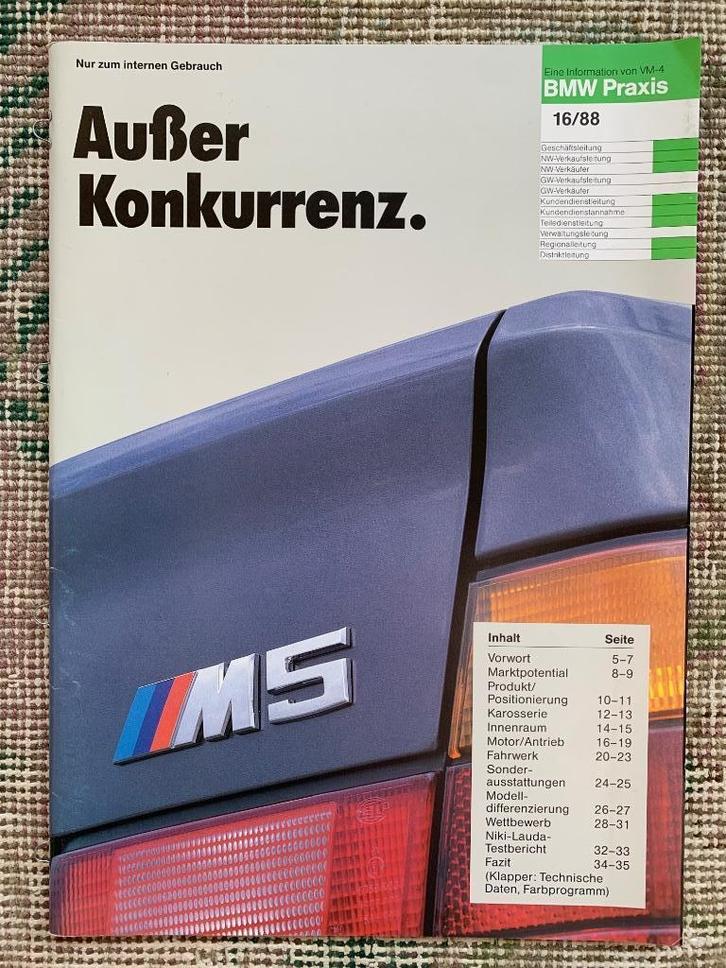 Nur zum internen Gebrauch
Außer
Konkurrenz.
Eine Information von VM-4
BMW Praxis
16/88
Geschäftsleitung
NW-Verkaufsleitung
NW-Verkäufer
GW-Verkaufsleitung
GW-Verkäufer
Kundendienstleitung
Kundendienstannahme
Teiledienstleitung
Verwaltungsleitung
Regionalleitung
Distriktleitung
M5
Inhalt Seite
Vorwort 5–7
Marktpotential 8–9
Produkt/
Positionierung 10–11
Karosserie 12–13
Innenraum 14–15
Motor/Antrieb 16–19
Fahrwerk 20–23
Sonder-
ausstattungen 24–25
Modell-
differenzierung 26–27
Wettbewerb 28–31
Niki-Lauda-
Testbericht 32–33
Fazit 34–35
(Klapper: Technische
Daten, Farbprogramm)